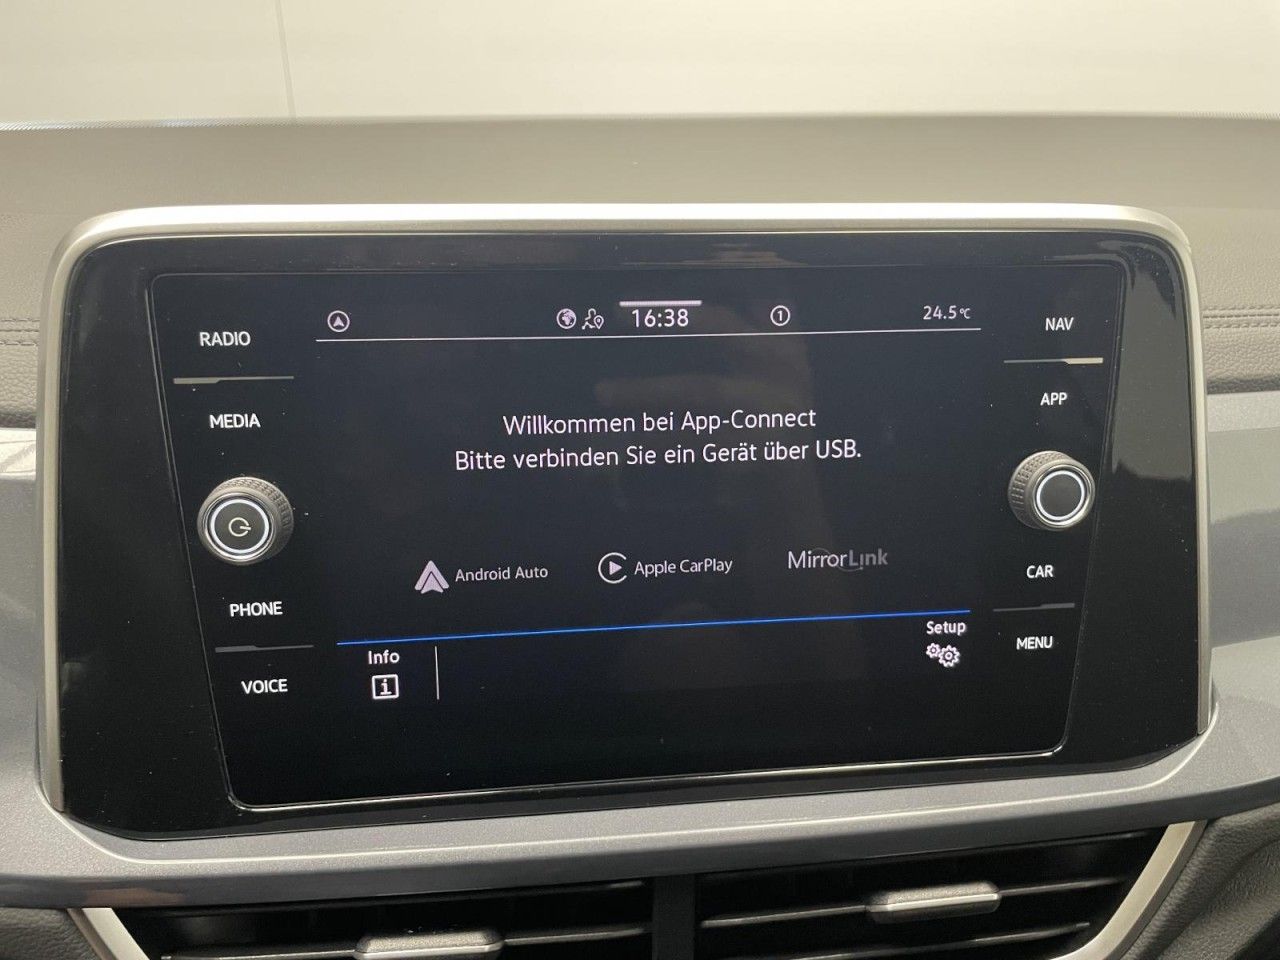 RADIO
MEDIA
PHONE
VOICE
16:38
1
24.5°C
Willkommen bei App-Connect
Bitte verbinden Sie ein Gerät über USB.
Android Auto
Apple CarPlay
MirrorLink
Info
i
Setup
NAV
APP
CAR
MENU